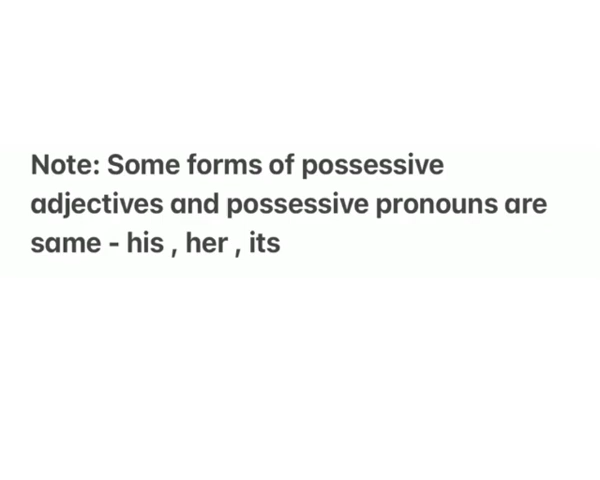 Note: Some forms of possessive
adjectives and possessive pronouns are
same - his , her , its